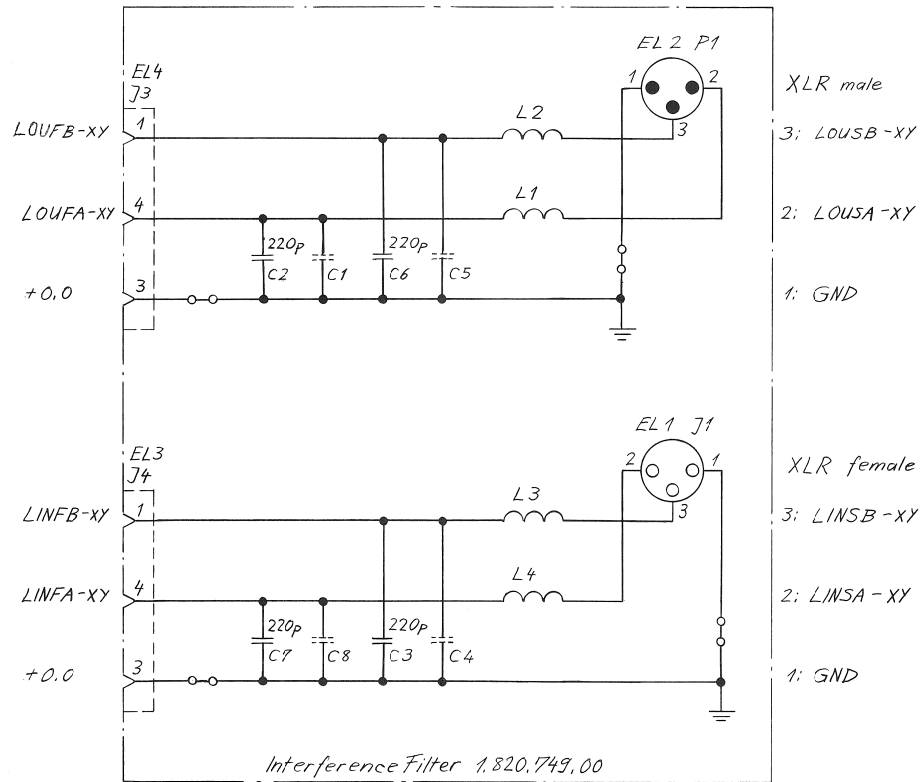 EL2 P1
1
2
3
XLR male
EL4
J3
LOUFB-XY
1
L2
3: LOUSB-XY
LOUFA-XY
4
L1
2: LOUSA-XY
220p
C2
C1
220p
C6
C5
+0.0
3
1: GND
EL1 J1
2
1
3
XLR female
EL3
J4
LINFB-XY
1
L3
3: LINSB-XY
LINFA-XY
4
L4
2: LINSA-XY
220p
C7
C8
220p
C3
C4
+0.0
3
1: GND
Interference Filter 1.820.749.00